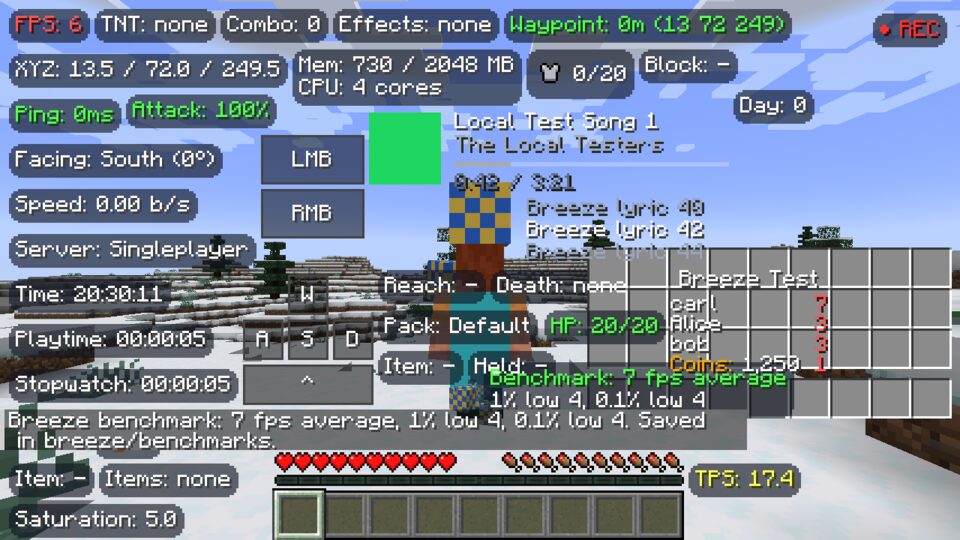 FPS: 6
TNT: none
Combo: 0
Effects: none
Waypoint: 0m (13 72 249)
● REC
XYZ: 13.5 / 72.0 / 249.5
Mem: 730 / 2048 MB
CPU: 4 cores
0/20
Block: -
Day: 0
Ping: 0ms
Attack: 100%
Local Test Song 1
The Local Testers
0:42 / 3:21
Facing: South (0°)
LMB
Speed: 0.00 b/s
RMB
Breeze lyric 40
Breeze lyric 42
Breeze lyric 44
Server: Singleplayer
Time: 20:30:11
W
Reach: -
Death: none
Breeze Test
carl 7
Alice 3
bob 3
Coins: 1,250 1
Playtime: 00:00:05
A
S
D
Pack: Default
HP: 20/20
Item: -
Held: -
Stopwatch: 00:00:05
^
Benchmark: 7 fps average
1% low 4, 0.1% low 4
Breeze benchmark: 7 fps average, 1% low 4, 0.1% low 4. Saved
in breeze/benchmarks.
Item: -
Items: none
TPS: 17.4
Saturation: 5.0